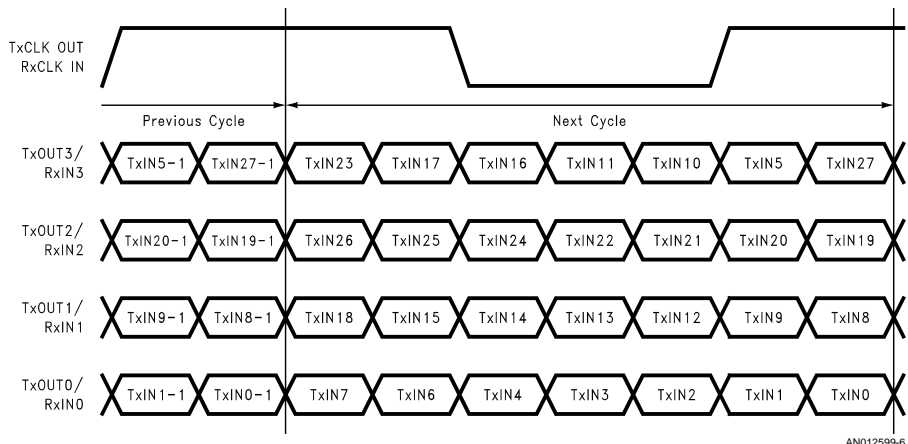 TxCLK OUT
RxCLK IN
Previous Cycle Next Cycle
TxOUT3/
RxIN3
TxIN5-1 TxIN27-1 TxIN23 TxIN17 TxIN16 TxIN11 TxIN10 TxIN5 TxIN27
TxOUT2/
RxIN2
TxIN20-1 TxIN19-1 TxIN26 TxIN25 TxIN24 TxIN22 TxIN21 TxIN20 TxIN19
TxOUT1/
RxIN1
TxIN9-1 TxIN8-1 TxIN18 TxIN15 TxIN14 TxIN13 TxIN12 TxIN9 TxIN8
TxOUT0/
RxIN0
TxIN1-1 TxIN0-1 TxIN7 TxIN6 TxIN4 TxIN3 TxIN2 TxIN1 TxIN0
AN012599-6